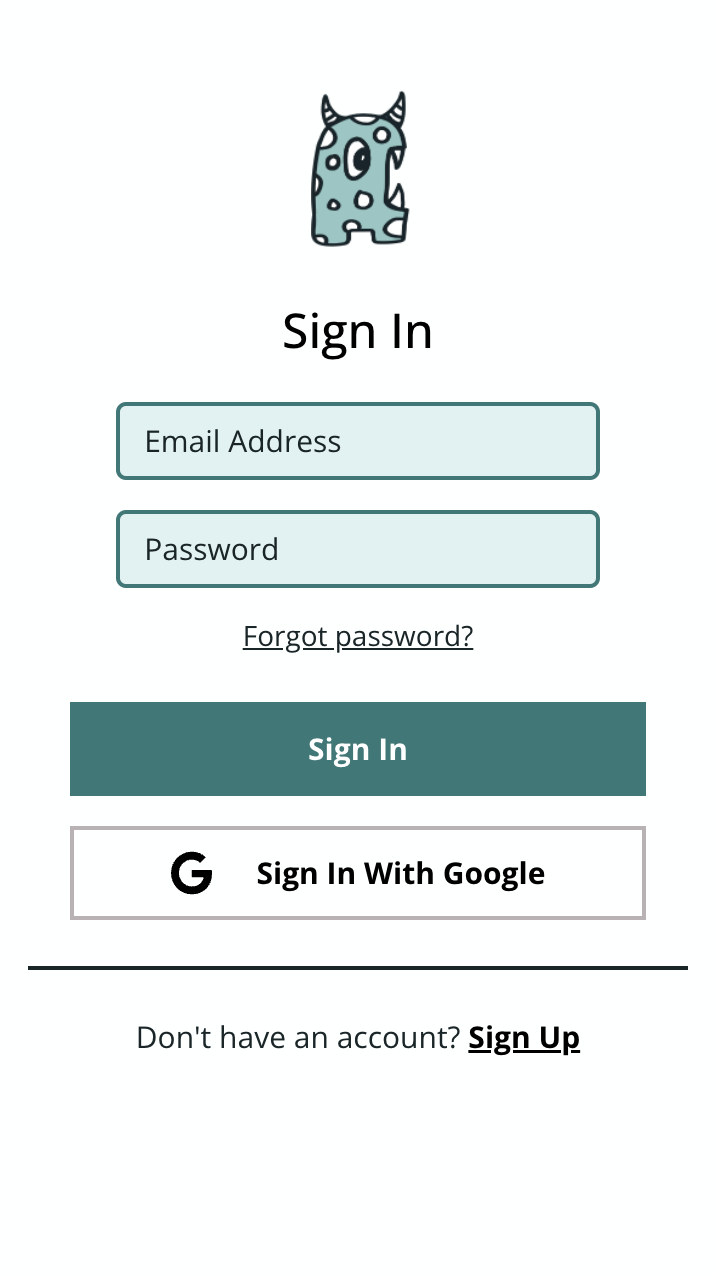 Sign In
Email Address
Password
Forgot password?
Sign In
Sign In With Google
Don't have an account? Sign Up